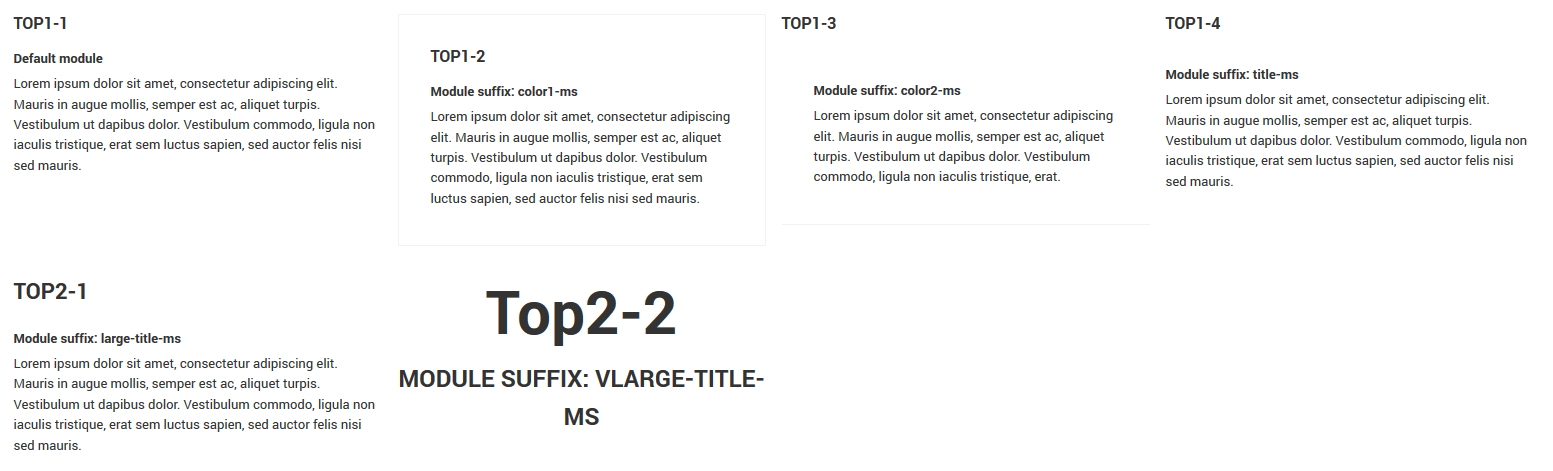 TOP1-1
Default module
Lorem ipsum dolor sit amet, consectetur adipiscing elit.
Mauris in augue mollis, semper est ac, aliquet turpis.
Vestibulum ut dapibus dolor. Vestibulum commodo, ligula non
iaculis tristique, erat sem luctus sapien, sed auctor felis nisi
sed mauris.
TOP1-2
Module suffix: color1-ms
Lorem ipsum dolor sit amet, consectetur adipiscing
elit. Mauris in augue mollis, semper est ac, aliquet
turpis. Vestibulum ut dapibus dolor. Vestibulum
commodo, ligula non iaculis tristique, erat sem
luctus sapien, sed auctor felis nisi sed mauris.
TOP1-3
Module suffix: color2-ms
Lorem ipsum dolor sit amet, consectetur adipiscing
elit. Mauris in augue mollis, semper est ac, aliquet
turpis. Vestibulum ut dapibus dolor. Vestibulum
commodo, ligula non iaculis tristique, erat.
TOP1-4
Module suffix: title-ms
Lorem ipsum dolor sit amet, consectetur adipiscing elit.
Mauris in augue mollis, semper est ac, aliquet turpis.
Vestibulum ut dapibus dolor. Vestibulum commodo, ligula non
iaculis tristique, erat sem luctus sapien, sed auctor felis nisi
sed mauris.
TOP2-1
Module suffix: large-title-ms
Lorem ipsum dolor sit amet, consectetur adipiscing elit.
Mauris in augue mollis, semper est ac, aliquet turpis.
Vestibulum ut dapibus dolor. Vestibulum commodo, ligula non
iaculis tristique, erat sem luctus sapien, sed auctor felis nisi
sed mauris.
Top2-2
MODULE SUFFIX: VLARGE-TITLE-
MS